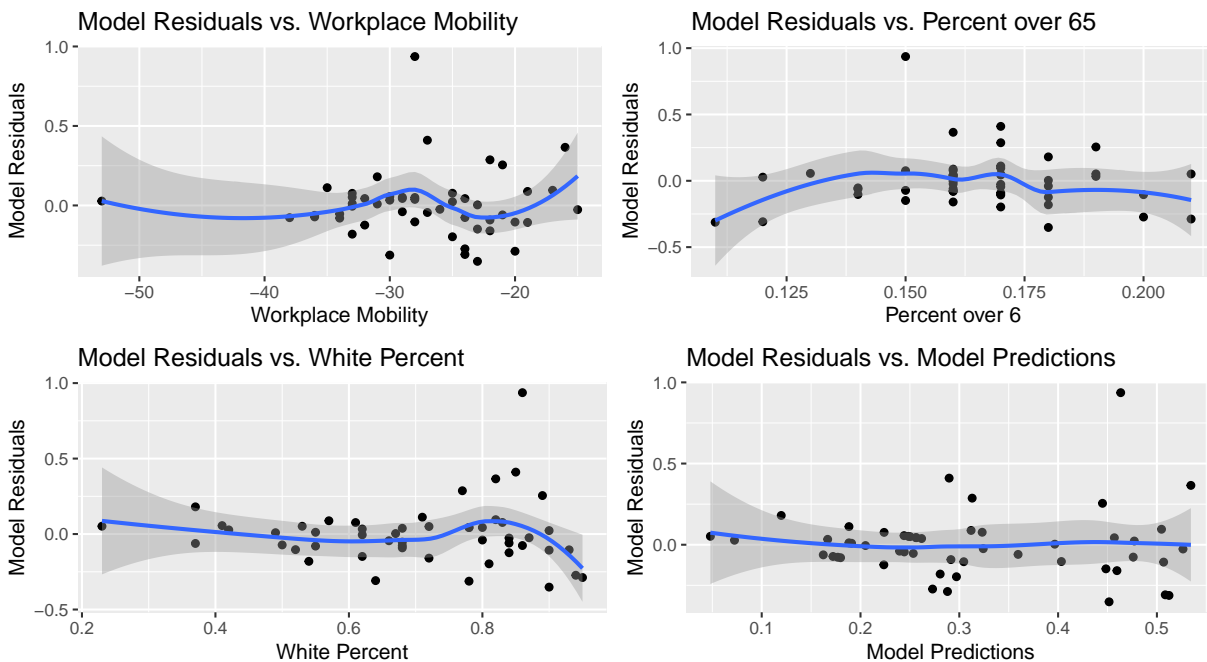 Model Residuals vs. Workplace Mobility
Model Residuals
1.0
0.5
0.0
−50
−40
−30
−20
Workplace Mobility
Model Residuals vs. Percent over 65
Model Residuals
1.0
0.5
0.0
−0.5
0.125
0.150
0.175
0.200
Percent over 6
Model Residuals vs. White Percent
Model Residuals
1.0
0.5
0.0
−0.5
0.2
0.4
0.6
0.8
White Percent
Model Residuals vs. Model Predictions
Model Residuals
1.0
0.5
0.0
0.1
0.2
0.3
0.4
0.5
Model Predictions